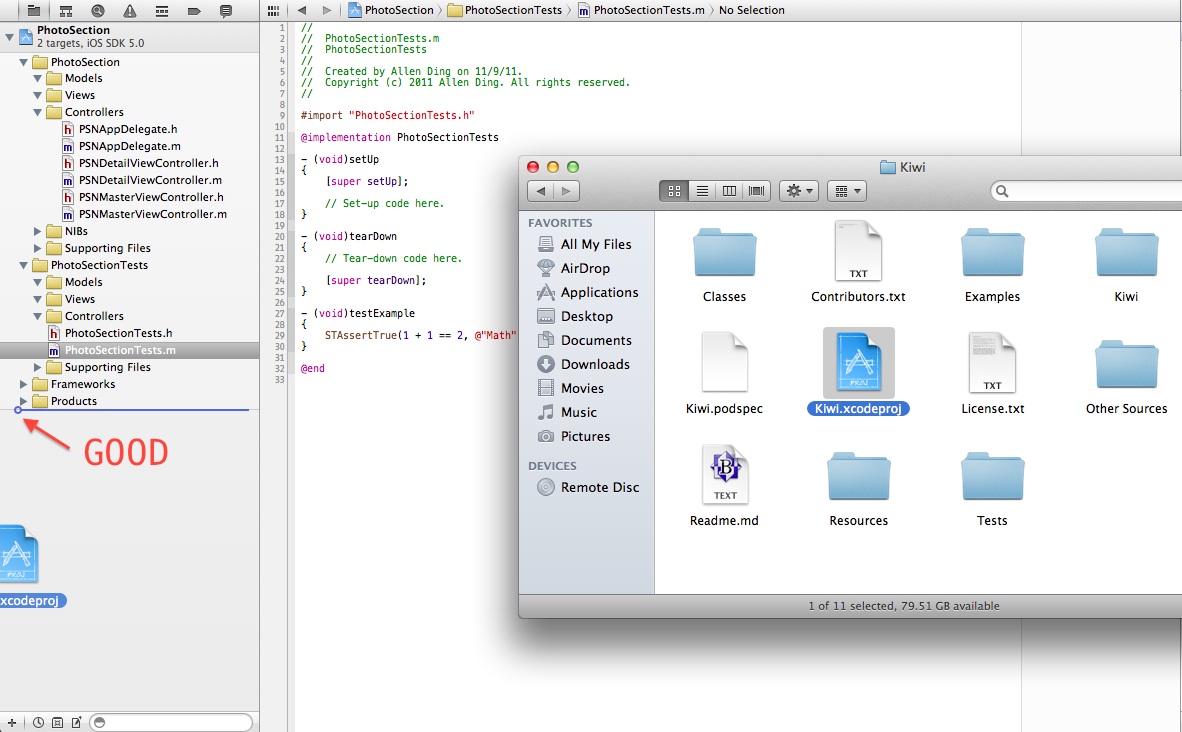 PhotoSection
2 targets, iOS SDK 5.0
PhotoSection
Models
Views
Controllers
PSNAppDelegate.h
PSNAppDelegate.m
PSNDetailViewController.h
PSNDetailViewController.m
PSNMasterViewController.h
PSNMasterViewController.m
NIBs
Supporting Files
PhotoSectionTests
Models
Views
Controllers
PhotoSectionTests.h
PhotoSectionTests.m
Supporting Files
Frameworks
Products
GOOD
PROJ
xcodeproj
PhotoSection PhotoSectionTests PhotoSectionTests.m No Selection
1 //
2 //  PhotoSectionTests.m
3 //  PhotoSectionTests
4 //
5 //  Created by Allen Ding on 11/9/11.
6 //  Copyright (c) 2011 Allen Ding. All rights reserved.
7 //
8
9 #import "PhotoSectionTests.h"
10
11 @implementation PhotoSectionTests
12
13 - (void)setUp
14 {
15     [super setUp];
16
17     // Set-up code here.
18 }
19
20 - (void)tearDown
21 {
22     // Tear-down code here.
23
24     [super tearDown];
25 }
26
27 - (void)testExample
28 {
29     STAssertTrue(1 + 1 == 2, @"Math"
30 }
31
32 @end
33
Kiwi
FAVORITES
All My Files
AirDrop
Applications
Desktop
Documents
Downloads
Movies
Music
Pictures
DEVICES
Remote Disc
TXT
Classes Contributors.txt Examples Kiwi
PROJ TXT
Kiwi.podspec Kiwi.xcodeproj License.txt Other Sources
B
TEXT
Readme.md Resources Tests
1 of 11 selected, 79.51 GB available